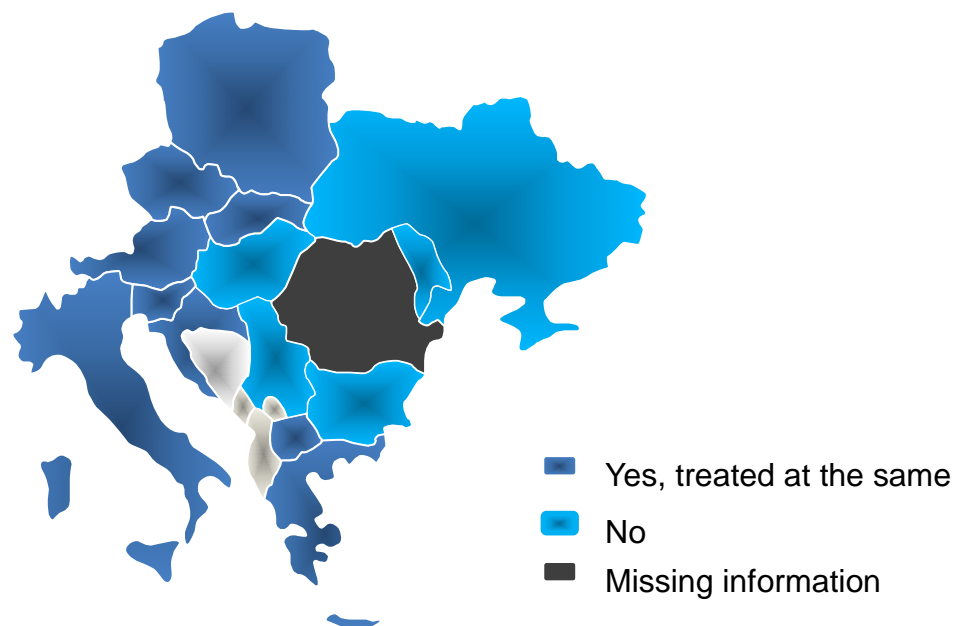 Yes, treated at the same
No
Missing information